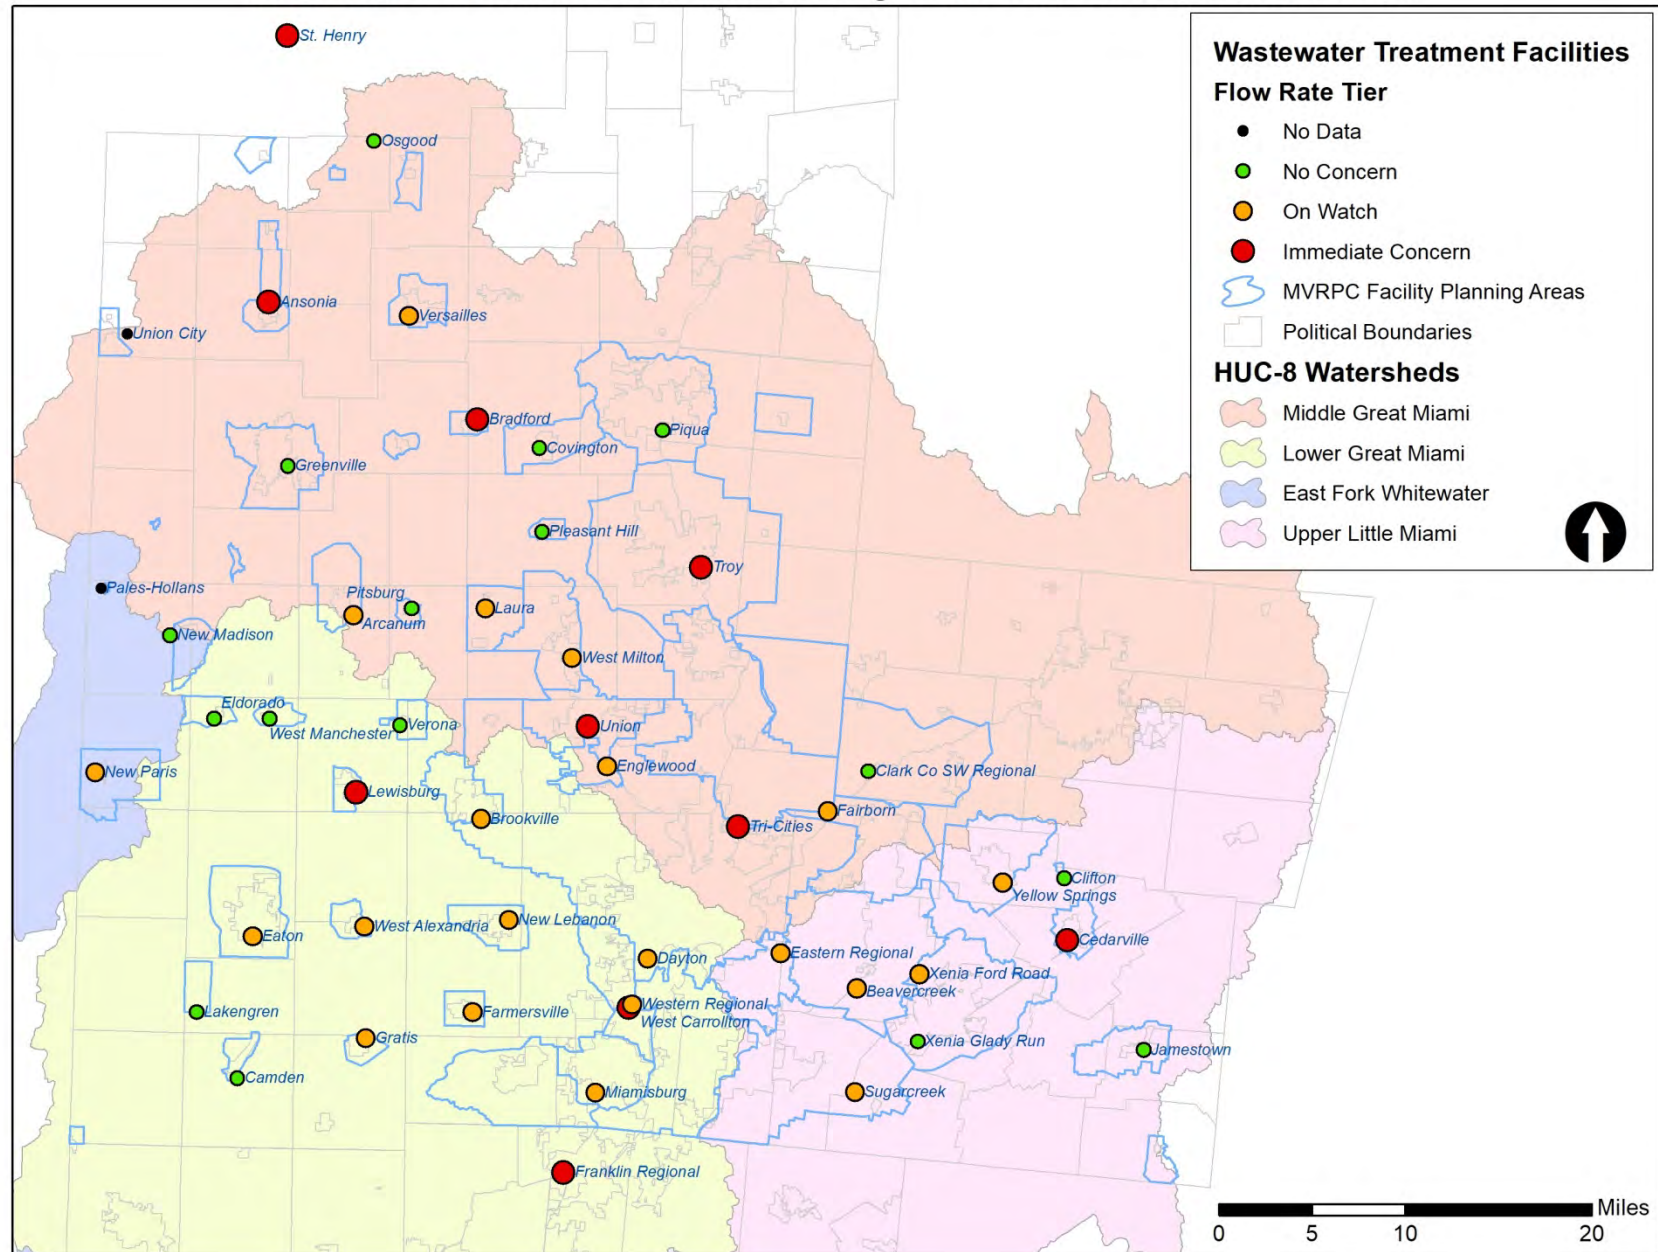 St. Henry
Wastewater Treatment Facilities
Flow Rate Tier
No Data
No Concern
On Watch
Immediate Concern
MVRPC Facility Planning Areas
Political Boundaries
HUC-8 Watersheds
Middle Great Miami
Lower Great Miami
East Fork Whitewater
Upper Little Miami
Osgood
Ansonia
Versailles
Union City
Bradford
Piqua
Covington
Greenville
Pleasant Hill
Troy
Pales-Hollans
Pitsburg
Laura
Arcanum
New Madison
West Milton
Eldorado
Verona
Union
West Manchester
Englewood
New Paris
Clark Co SW Regional
Lewisburg
Fairborn
Brookville
Tri-Cities
Clifton
Yellow Springs
New Lebanon
West Alexandria
Eaton
Cedarville
Eastern Regional
Dayton
Xenia Ford Road
Beavercreek
Western Regional
Lakengren
Farmersville
West Carrollton
Gratis
Xenia Glady Run
Jamestown
Camden
Miamisburg
Sugarcreek
Franklin Regional
Miles
0 5 10 20